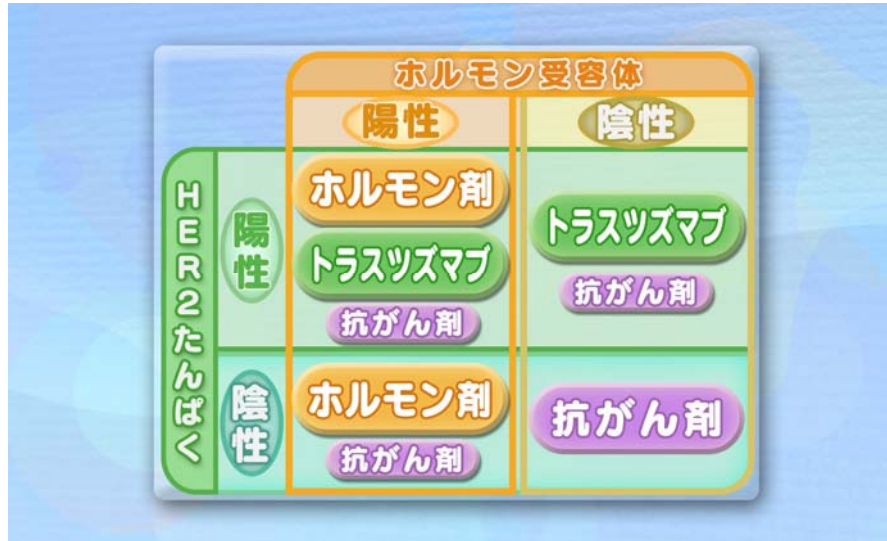 ホルモン受容体
陽性
陰性
HER2たんぱく
陽性
ホルモン剤
トラスツズマブ
抗がん剤
トラスツズマブ
抗がん剤
陰性
ホルモン剤
抗がん剤
抗がん剤